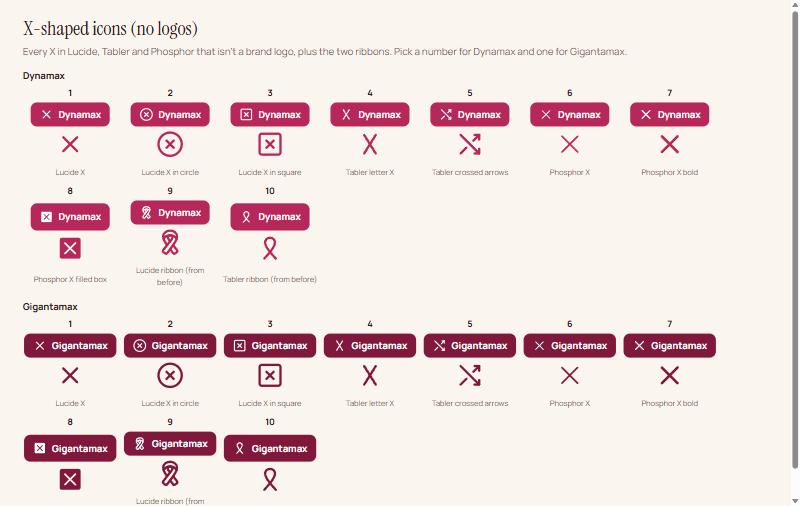 X-shaped icons (no logos)
Every X in Lucide, Tabler and Phosphor that isn't a brand logo, plus the two ribbons. Pick a number for Dynamax and one for Gigantamax.
Dynamax
1 2 3 4 5 6 7
Dynamax Dynamax Dynamax Dynamax Dynamax Dynamax Dynamax
Lucide X Lucide X in circle Lucide X in square Tabler letter X Tabler crossed arrows Phosphor X Phosphor X bold
8 9 10
Dynamax Dynamax Dynamax
Phosphor X filled box Lucide ribbon (from before) Tabler ribbon (from before)
Gigantamax
1 2 3 4 5 6 7
Gigantamax Gigantamax Gigantamax Gigantamax Gigantamax Gigantamax Gigantamax
Lucide X Lucide X in circle Lucide X in square Tabler letter X Tabler crossed arrows Phosphor X Phosphor X bold
8 9 10
Gigantamax Gigantamax Gigantamax
Lucide ribbon (from